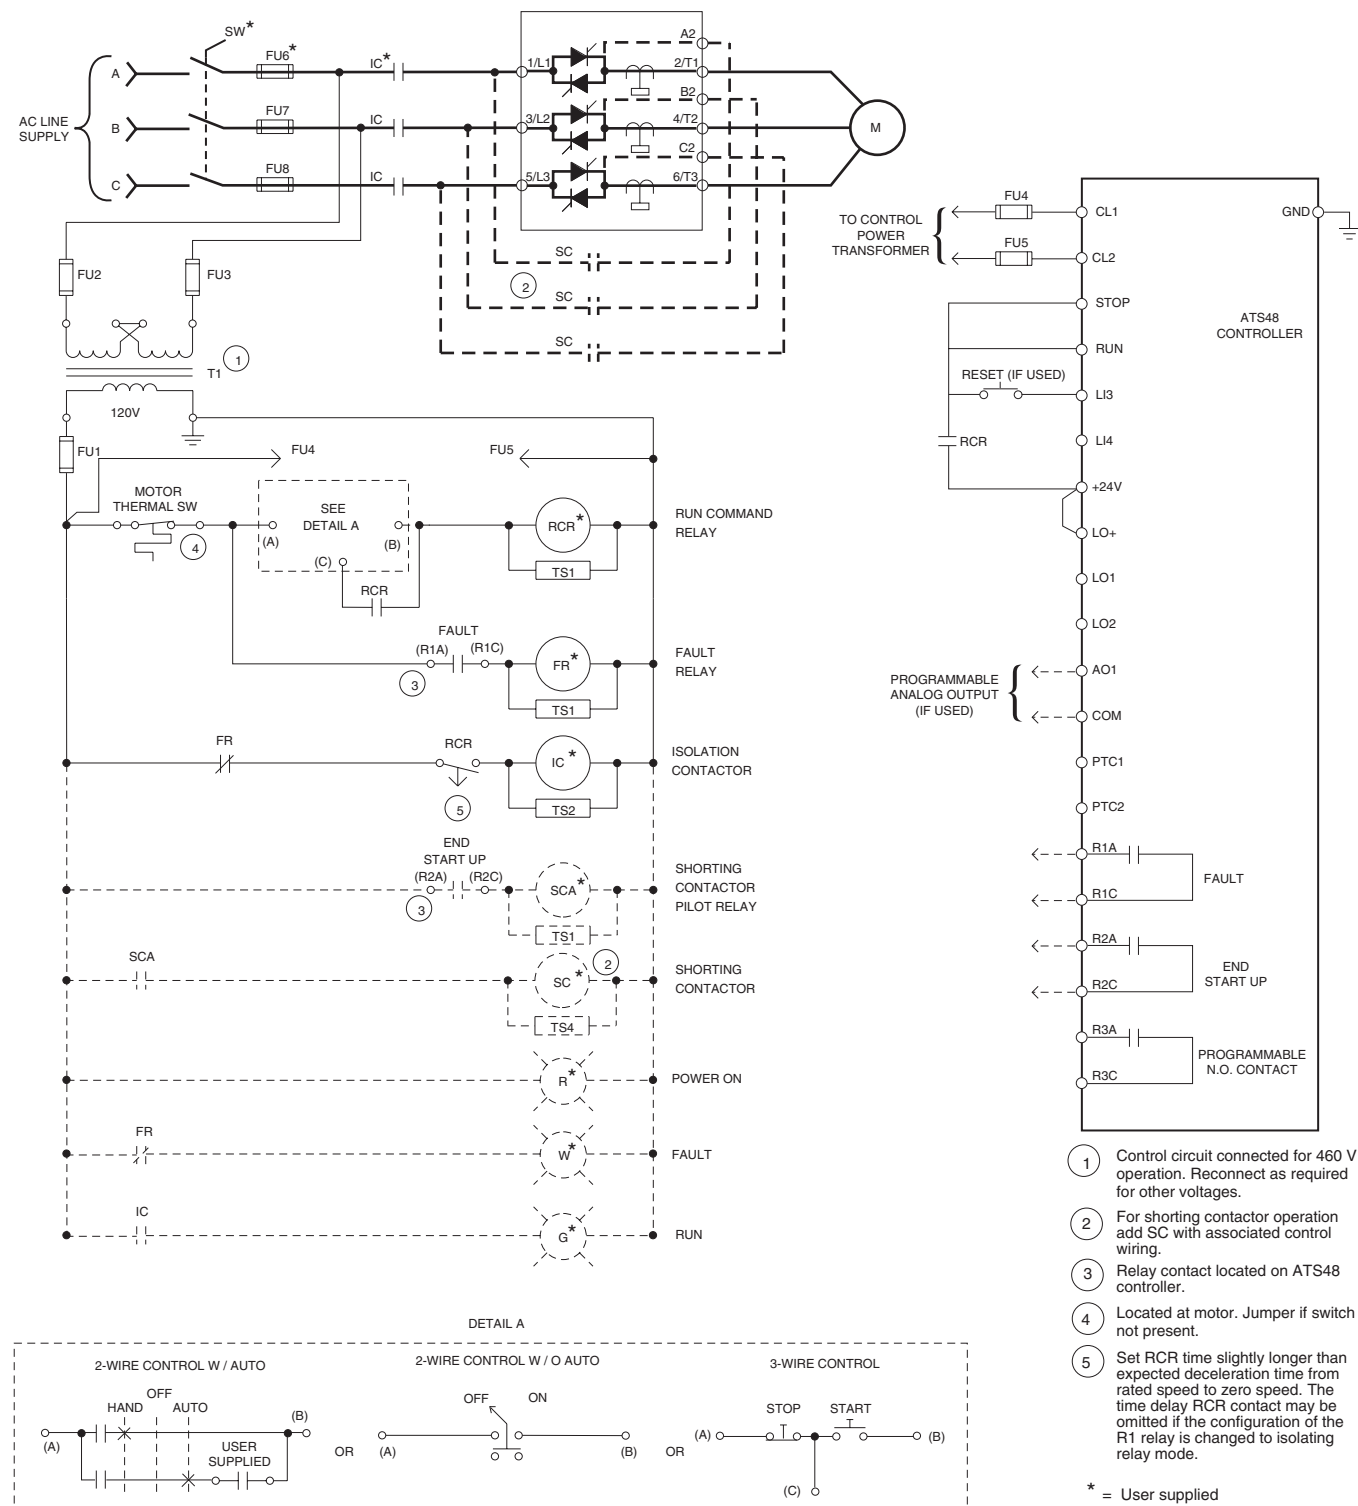 SW*
FU6*
IC*
A2
A
1/L1
2/T1
B2
AC LINE
SUPPLY
FU7
B
IC
3/L2
4/T2
M
C2
FU8
C
IC
5/L3
6/T3
FU2
FU3
SC
2
SC
SC
T1
1
120V
FU1
FU4
FU5
MOTOR
THERMAL SW
4
SEE
DETAIL A
(A)
(B)
(C)
RCR
RCR*
TS1
RUN COMMAND
RELAY
FAULT
(R1A)
(R1C)
3
FR*
TS1
FAULT
RELAY
FR
RCR
5
IC*
TS2
ISOLATION
CONTACTOR
END
START UP
(R2A)
(R2C)
3
SCA*
TS1
SHORTING
CONTACTOR
PILOT RELAY
SCA
2
SC*
TS4
SHORTING
CONTACTOR
R*
POWER ON
FR
W*
FAULT
IC
G*
RUN
FU4
TO CONTROL
POWER
TRANSFORMER
FU5
CL1
GND
CL2
STOP
ATS48
CONTROLLER
RUN
RESET (IF USED)
LI3
RCR
LI4
+24V
LO+
LO1
LO2
PROGRAMMABLE
ANALOG OUTPUT
(IF USED)
AO1
COM
PTC1
PTC2
R1A
FAULT
R1C
R2A
END
START UP
R2C
R3A
PROGRAMMABLE
N.O. CONTACT
R3C
1 Control circuit connected for 460 V
operation. Reconnect as required
for other voltages.
2 For shorting contactor operation
add SC with associated control
wiring.
3 Relay contact located on ATS48
controller.
4 Located at motor. Jumper if switch
not present.
5 Set RCR time slightly longer than
expected deceleration time from
rated speed to zero speed. The
time delay RCR contact may be
omitted if the configuration of the
R1 relay is changed to isolating
relay mode.
* = User supplied
DETAIL A
2-WIRE CONTROL W / AUTO
HAND
OFF
AUTO
(A)
(B)
USER
SUPPLIED
OR
2-WIRE CONTROL W / O AUTO
OFF
ON
(A)
(B)
OR
3-WIRE CONTROL
STOP
START
(A)
(B)
(C)